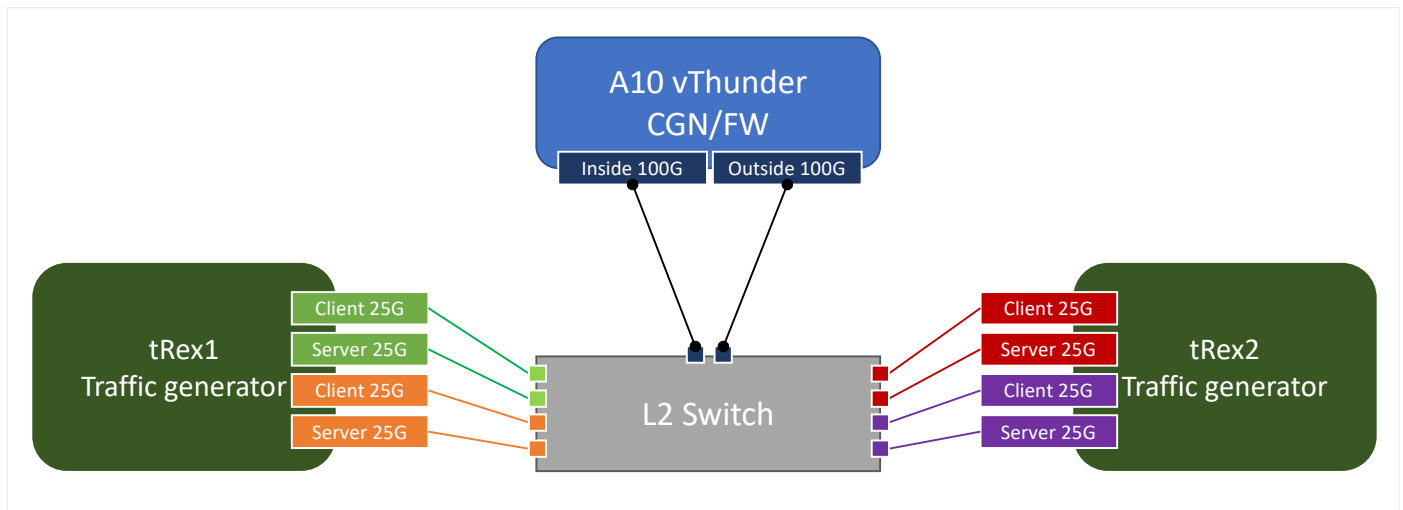 A10 vThunder
CGN/FW
Inside 100G
Outside 100G
tRex1
Traffic generator
Client 25G
Server 25G
Client 25G
Server 25G
L2 Switch
Client 25G
Server 25G
Client 25G
Server 25G
tRex2
Traffic generator